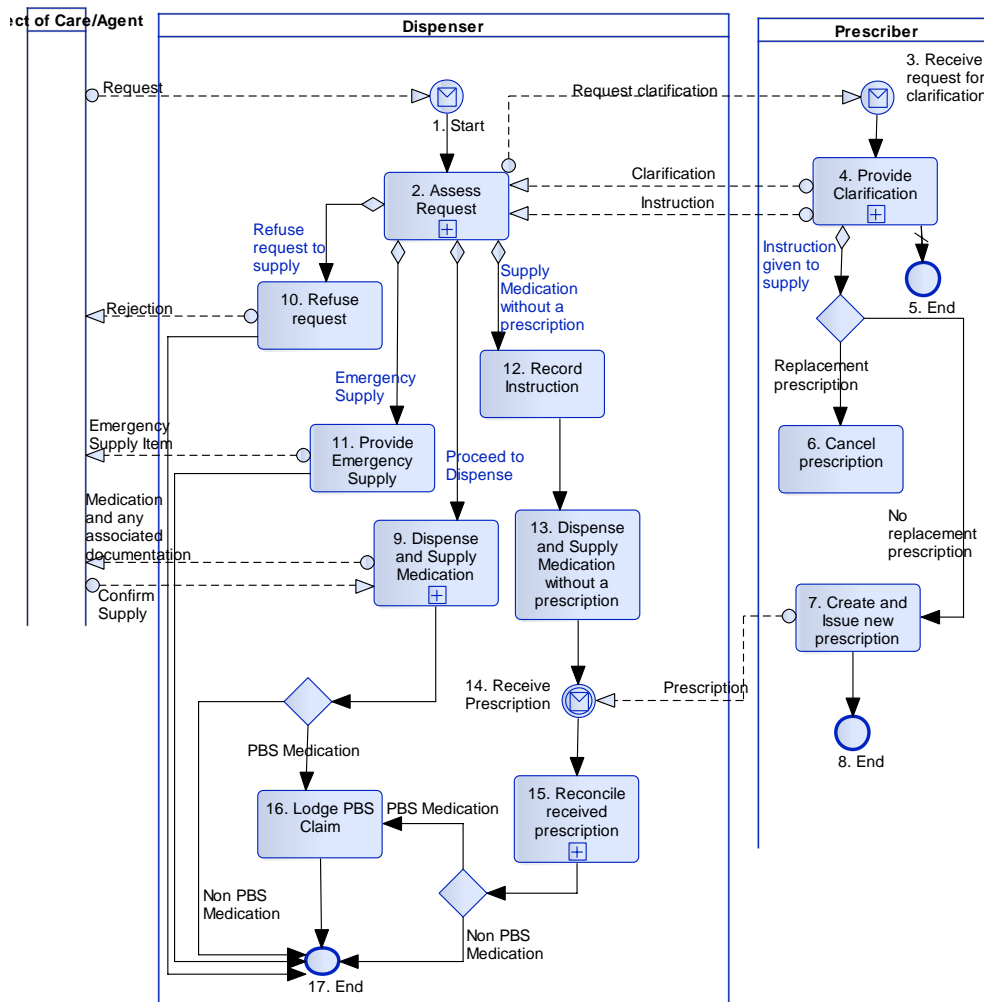 ect of Care/Agent
Dispenser
Prescriber
Request
1. Start
Request clarification
3. Receive
request for
clarification
2. Assess
Request
Clarification
Instruction
4. Provide
Clarification
Refuse
request to
supply
Supply
Medication
without a
prescription
Instruction
given to
supply
5. End
Rejection
10. Refuse
request
12. Record
Instruction
Replacement
prescription
Emergency
Supply
Emergency
Supply Item
11. Provide
Emergency
Supply
Proceed to
Dispense
6. Cancel
prescription
Medication
and any
associated
documentation
9. Dispense
and Supply
Medication
13. Dispense
and Supply
Medication
without a
prescription
No
replacement
prescription
Confirm
Supply
7. Create and
Issue new
prescription
14. Receive
Prescription
Prescription
8. End
PBS Medication
16. Lodge PBS
Claim
PBS Medication
15. Reconcile
received
prescription
Non PBS
Medication
Non PBS
Medication
17. End